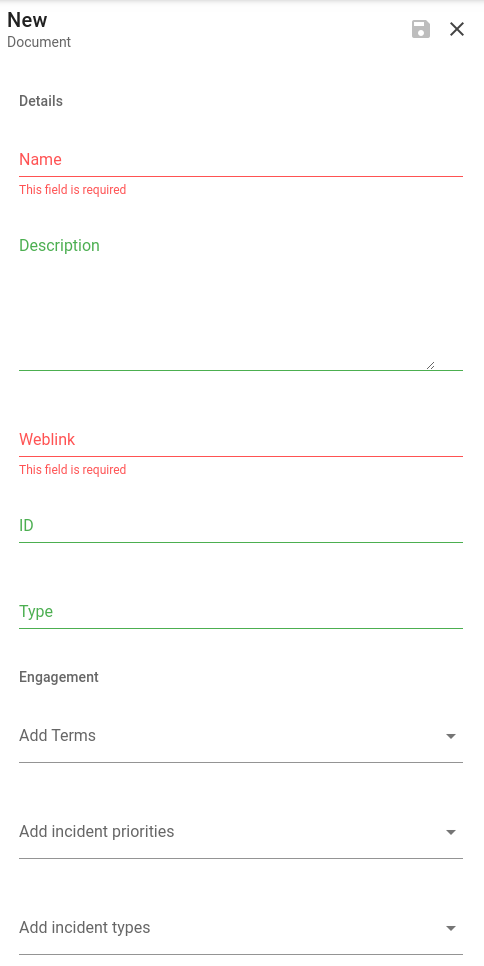 New
Document
Details
Name
This field is required
Description
Weblink
This field is required
ID
Type
Engagement
Add Terms
Add incident priorities
Add incident types